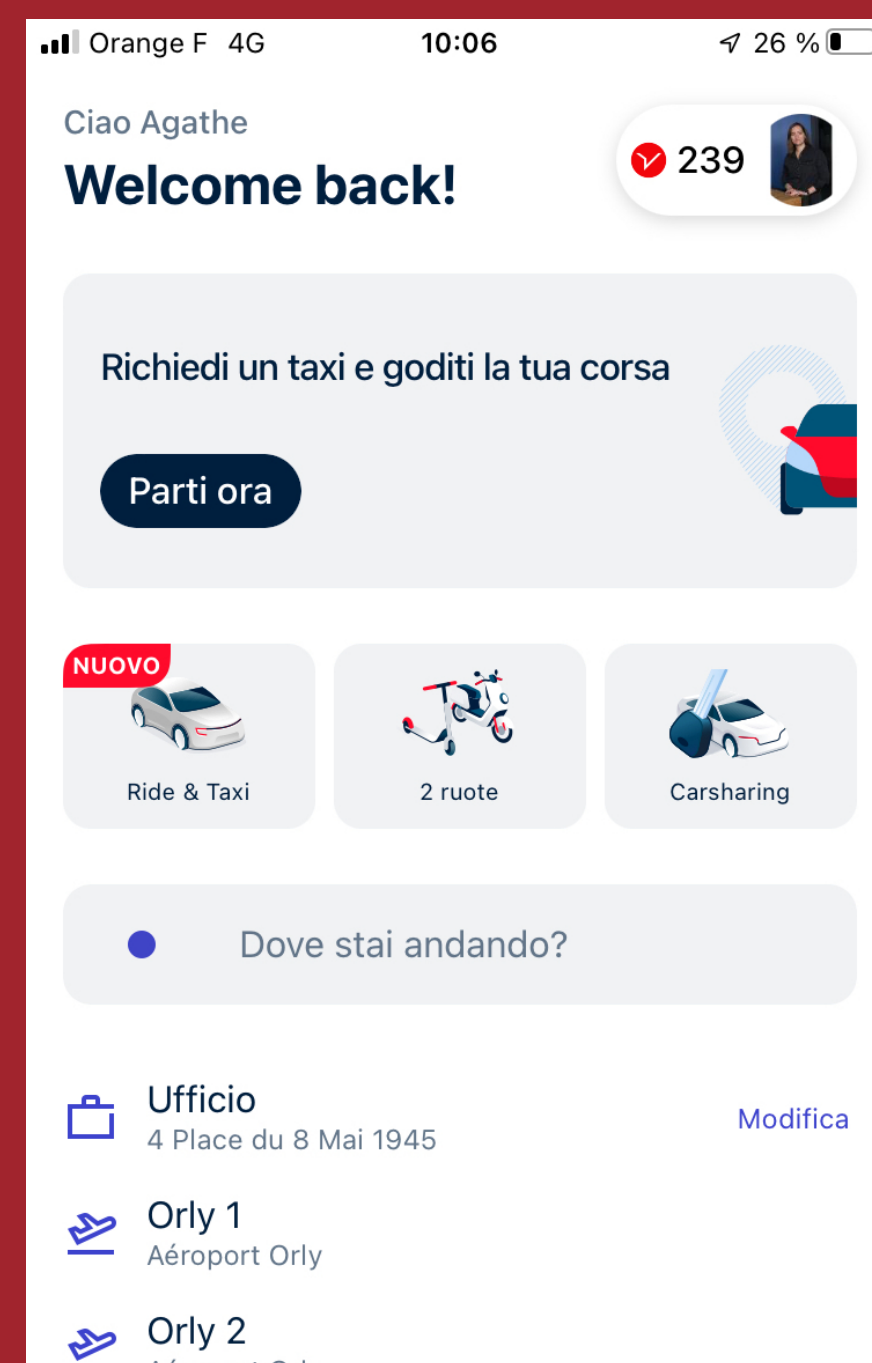 Orange F 4G 10:06 26 %
Ciao Agathe
Welcome back!
239
Richiedi un taxi e goditi la tua corsa
Parti ora
NUOVO
Ride & Taxi
2 ruote
Carsharing
Dove stai andando?
Ufficio
4 Place du 8 Mai 1945
Modifica
Orly 1
Aéroport Orly
Orly 2